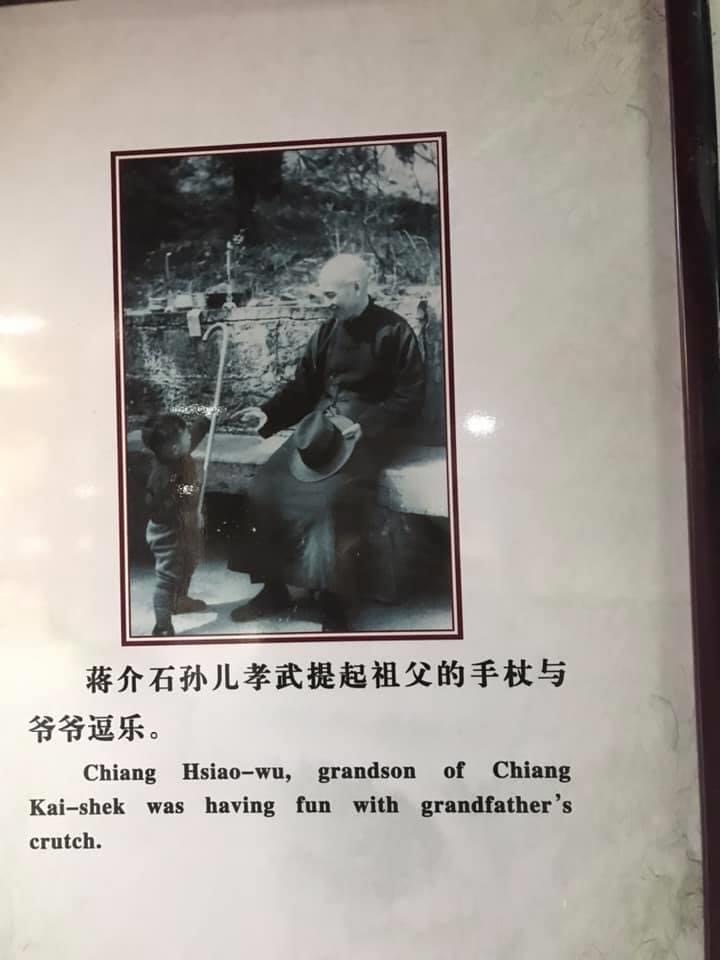 蒋介石孙儿孝武提起祖父的手杖与
爷爷逗乐。
Chiang Hsiao-wu, grandson of Chiang
Kai-shek was having fun with grandfather's
crutch.